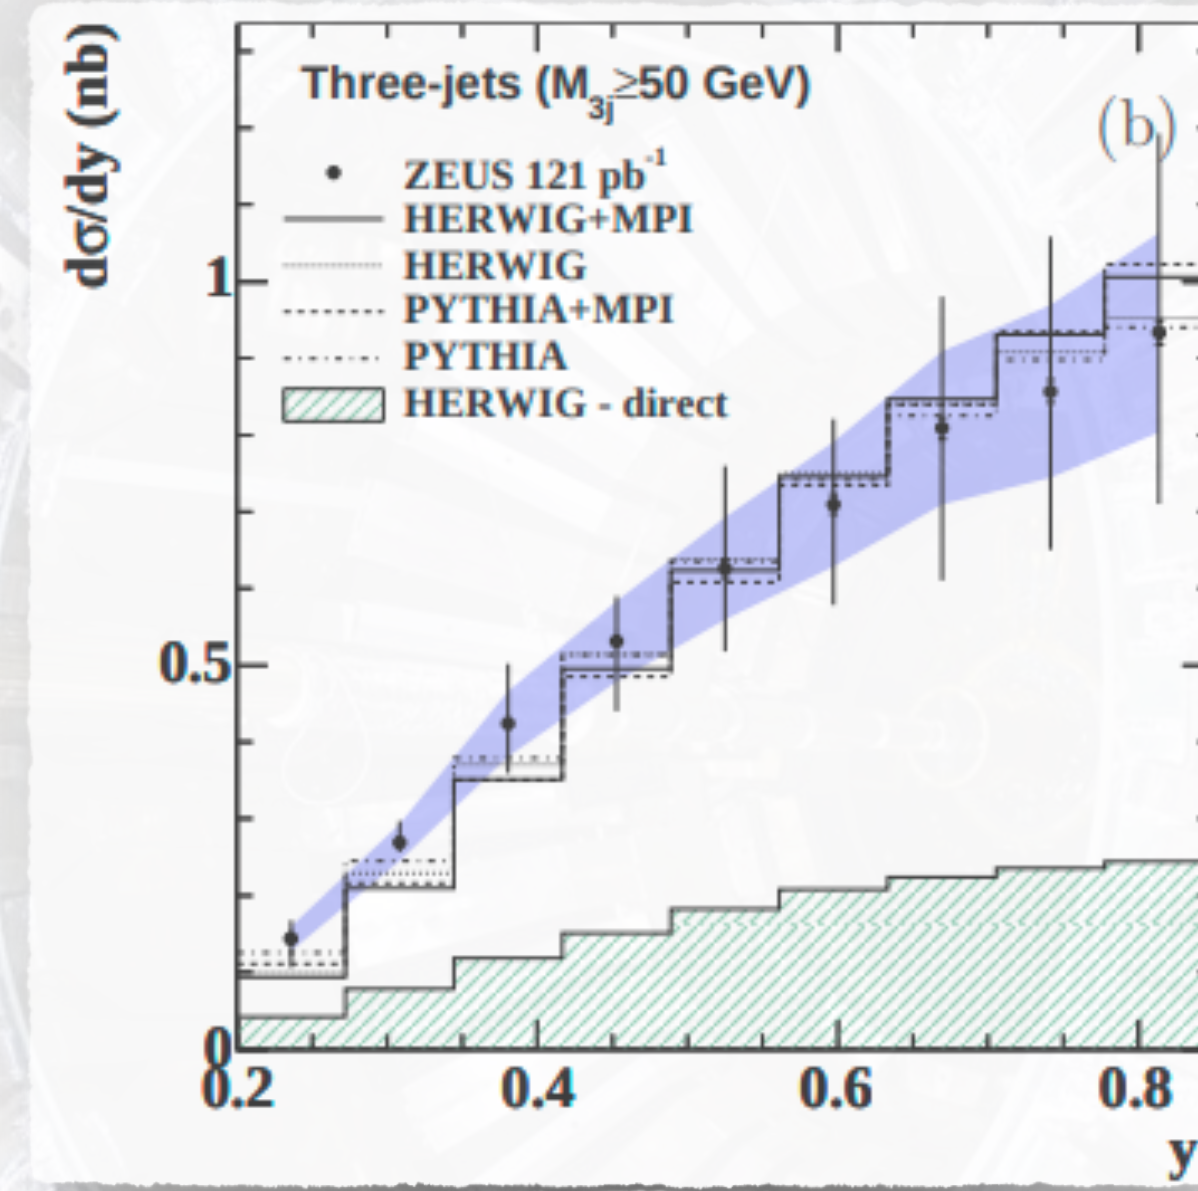 dσ/dy (nb)
Three-jets (M3j≥50 GeV)
(b)
ZEUS 121 pb-1
HERWIG+MPI
HERWIG
PYTHIA+MPI
PYTHIA
HERWIG - direct
1
0.5
0
0.2 0.4 0.6 0.8
y